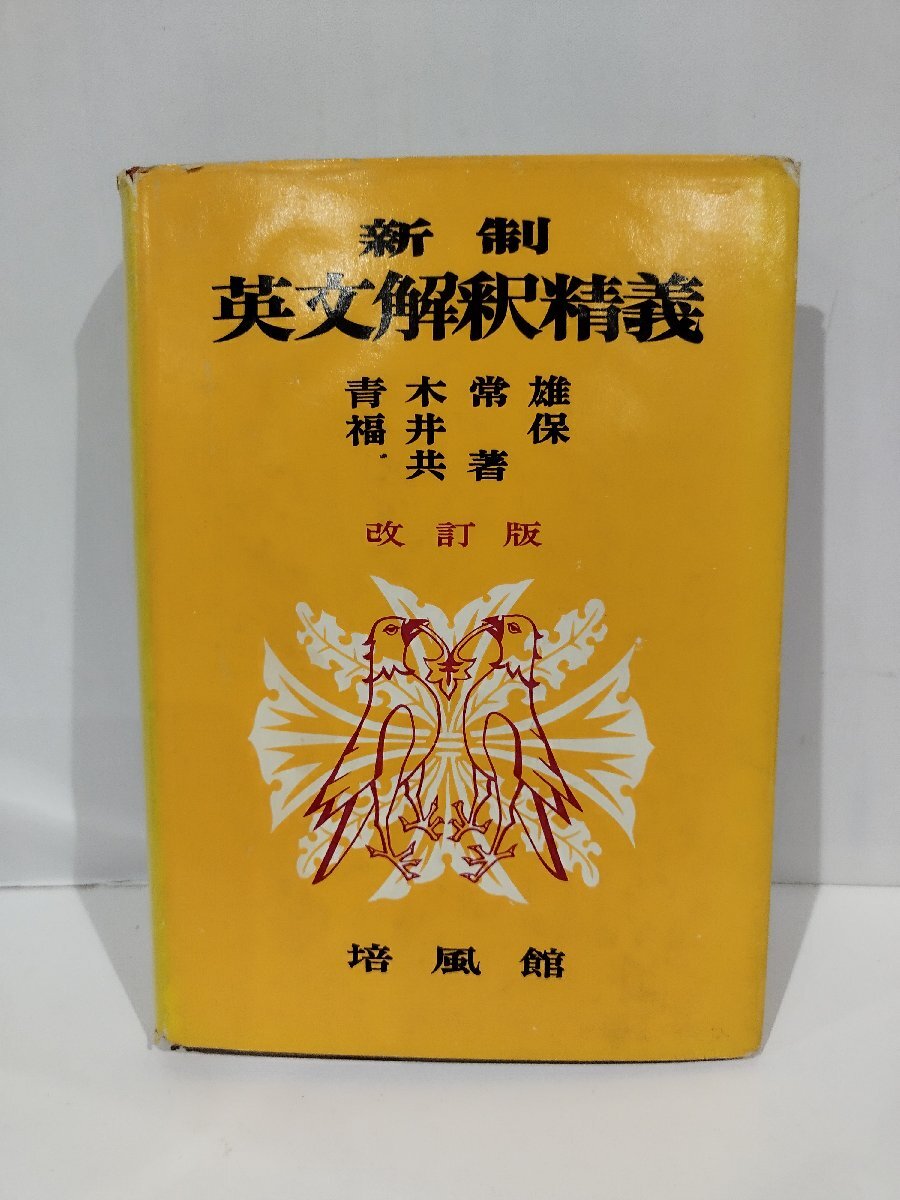 新制
英文解釈精義
青木常雄
福井保
共著
改訂版
培風館